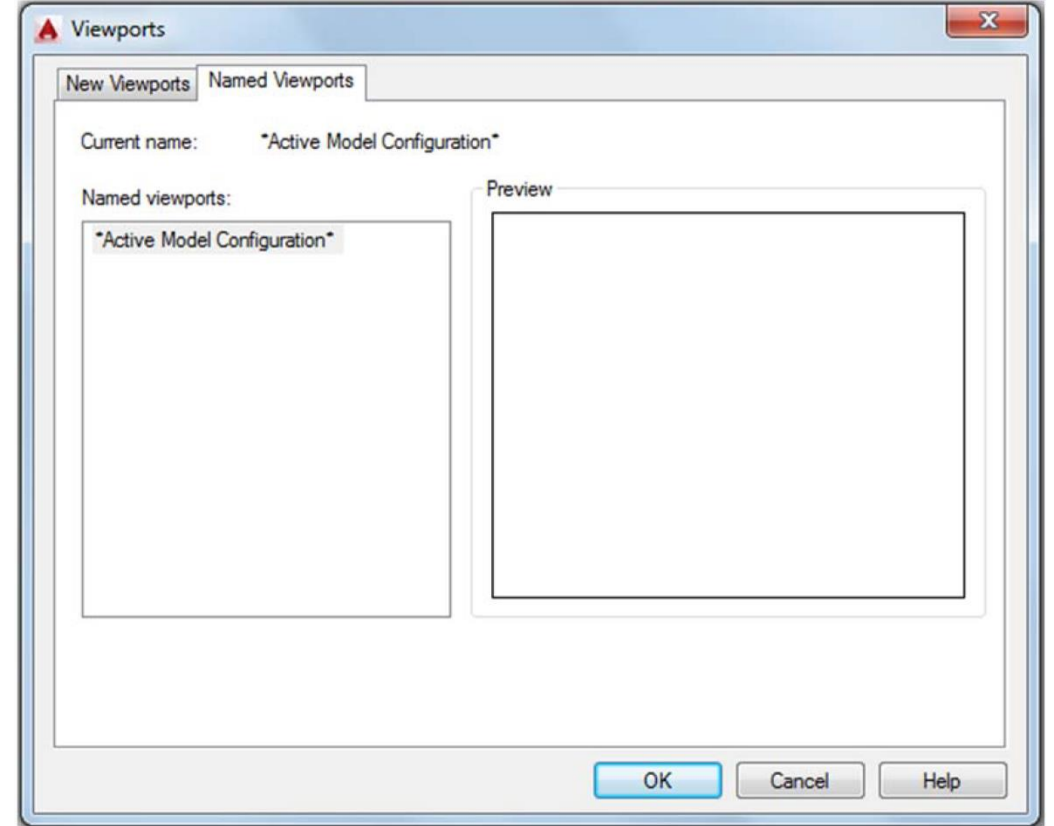 Viewports
New Viewports Named Viewports
Current name: *Active Model Configuration*
Named viewports:
*Active Model Configuration*
Preview
OK Cancel Help